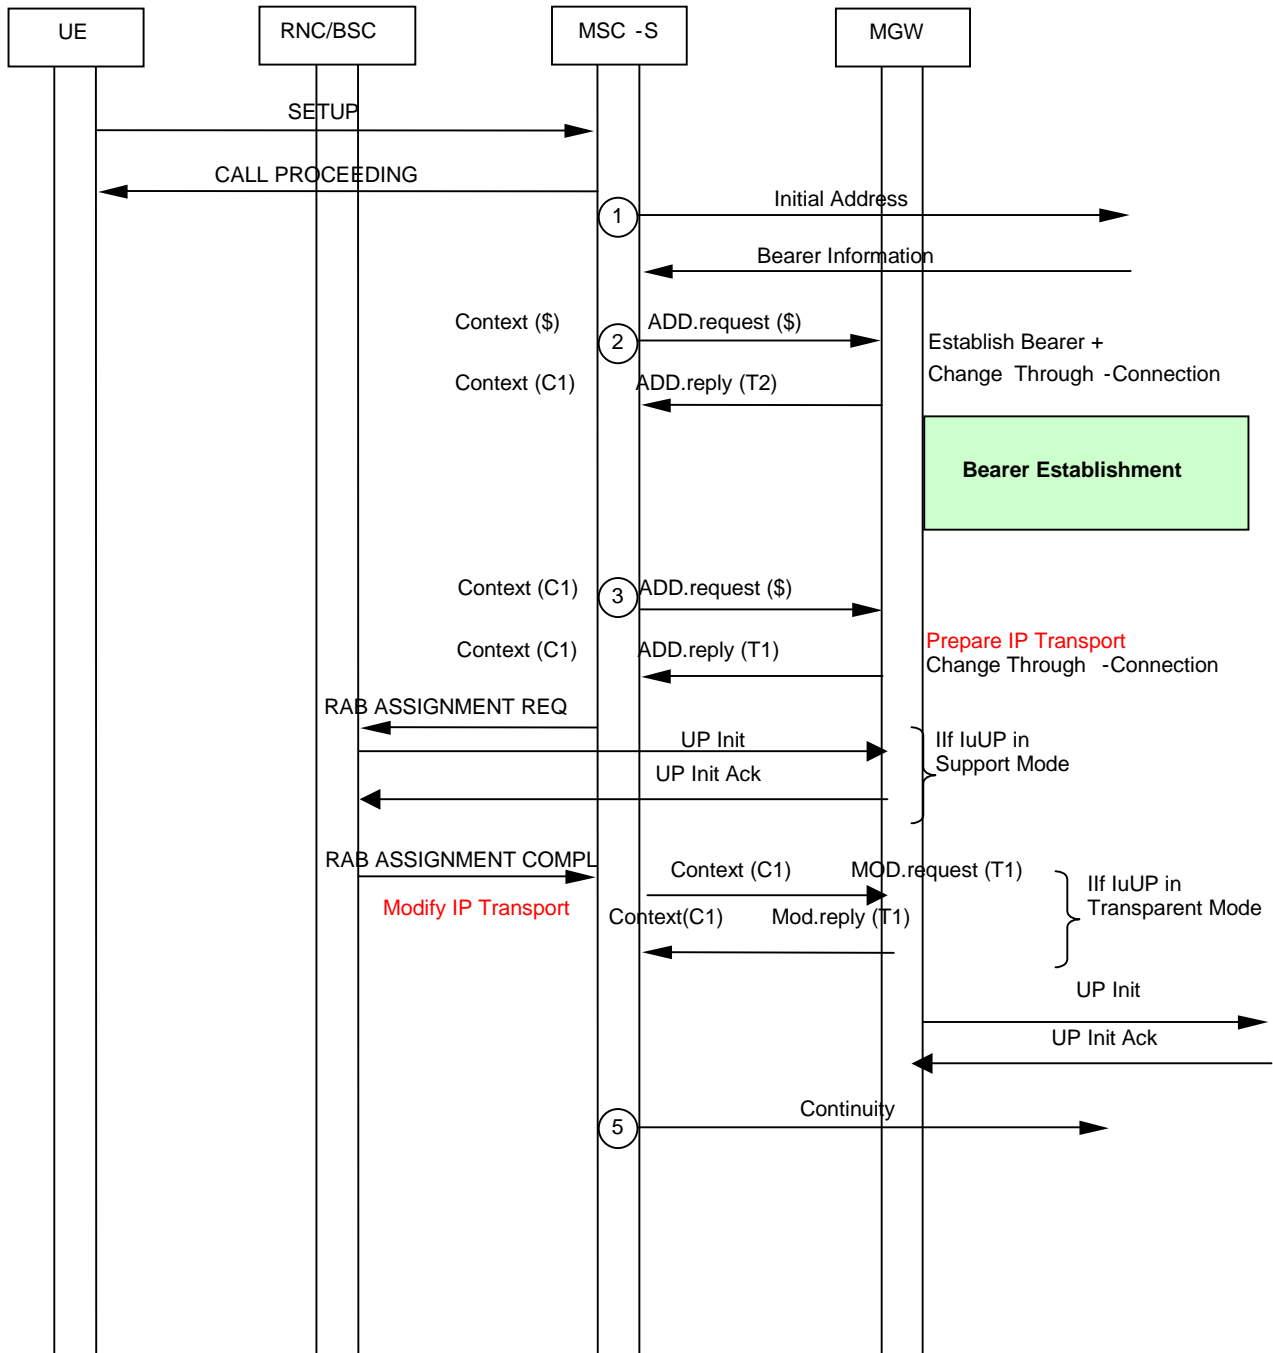 UE
RNC/BSC
MSC -S
MGW
SETUP
CALL PROCEEDING
1
Initial Address
Bearer Information
Context ($)
2
ADD.request ($)
Establish Bearer +
Change Through -Connection
Context (C1)
ADD.reply (T2)
Bearer Establishment
Context (C1)
3
ADD.request ($)
Context (C1)
ADD.reply (T1)
Prepare IP Transport
Change Through -Connection
RAB ASSIGNMENT REQ
UP Init
IIf IuUP in
Support Mode
UP Init Ack
RAB ASSIGNMENT COMPL
Context (C1)
MOD.request (T1)
IIf IuUP in
Transparent Mode
Modify IP Transport
Context(C1)
Mod.reply (T1)
UP Init
UP Init Ack
5
Continuity